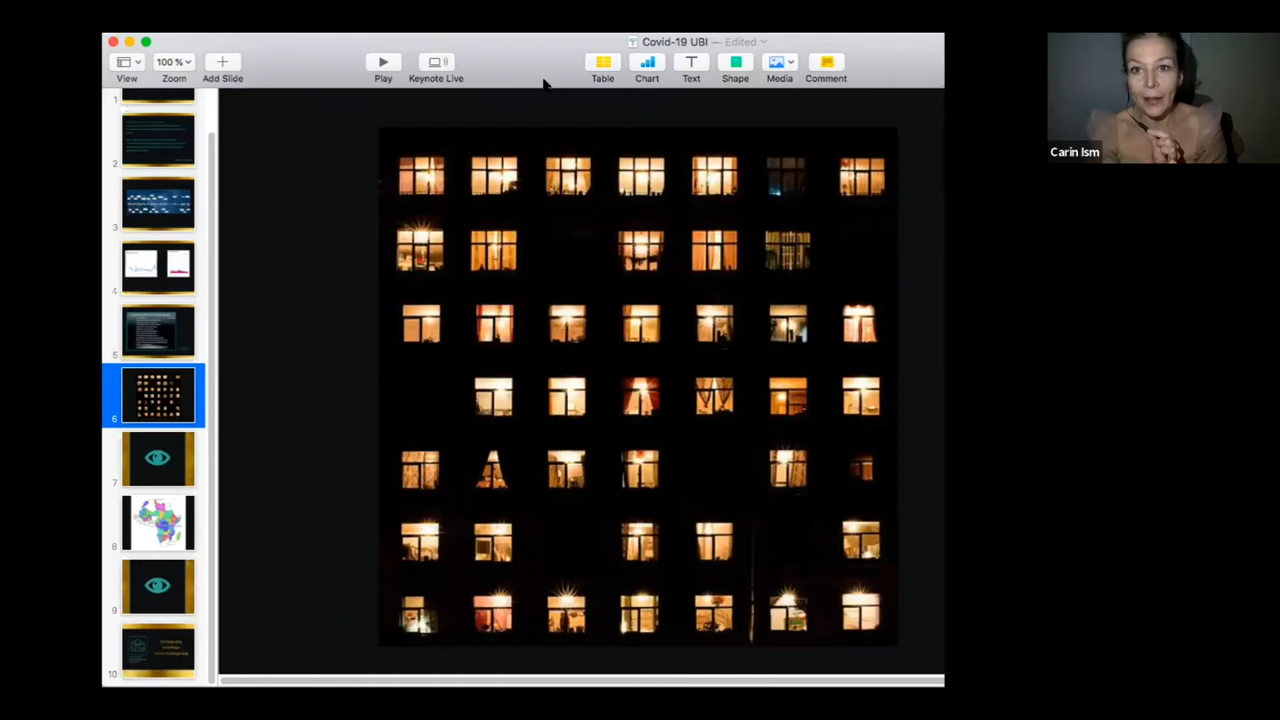 Covid-19 UBI — Edited
100 %
View
Zoom
Add Slide
Play
Keynote Live
Table
Chart
Text
Shape
Media
Comment
1
2
3
4
5
6
7
8
9
10
Carin Ism